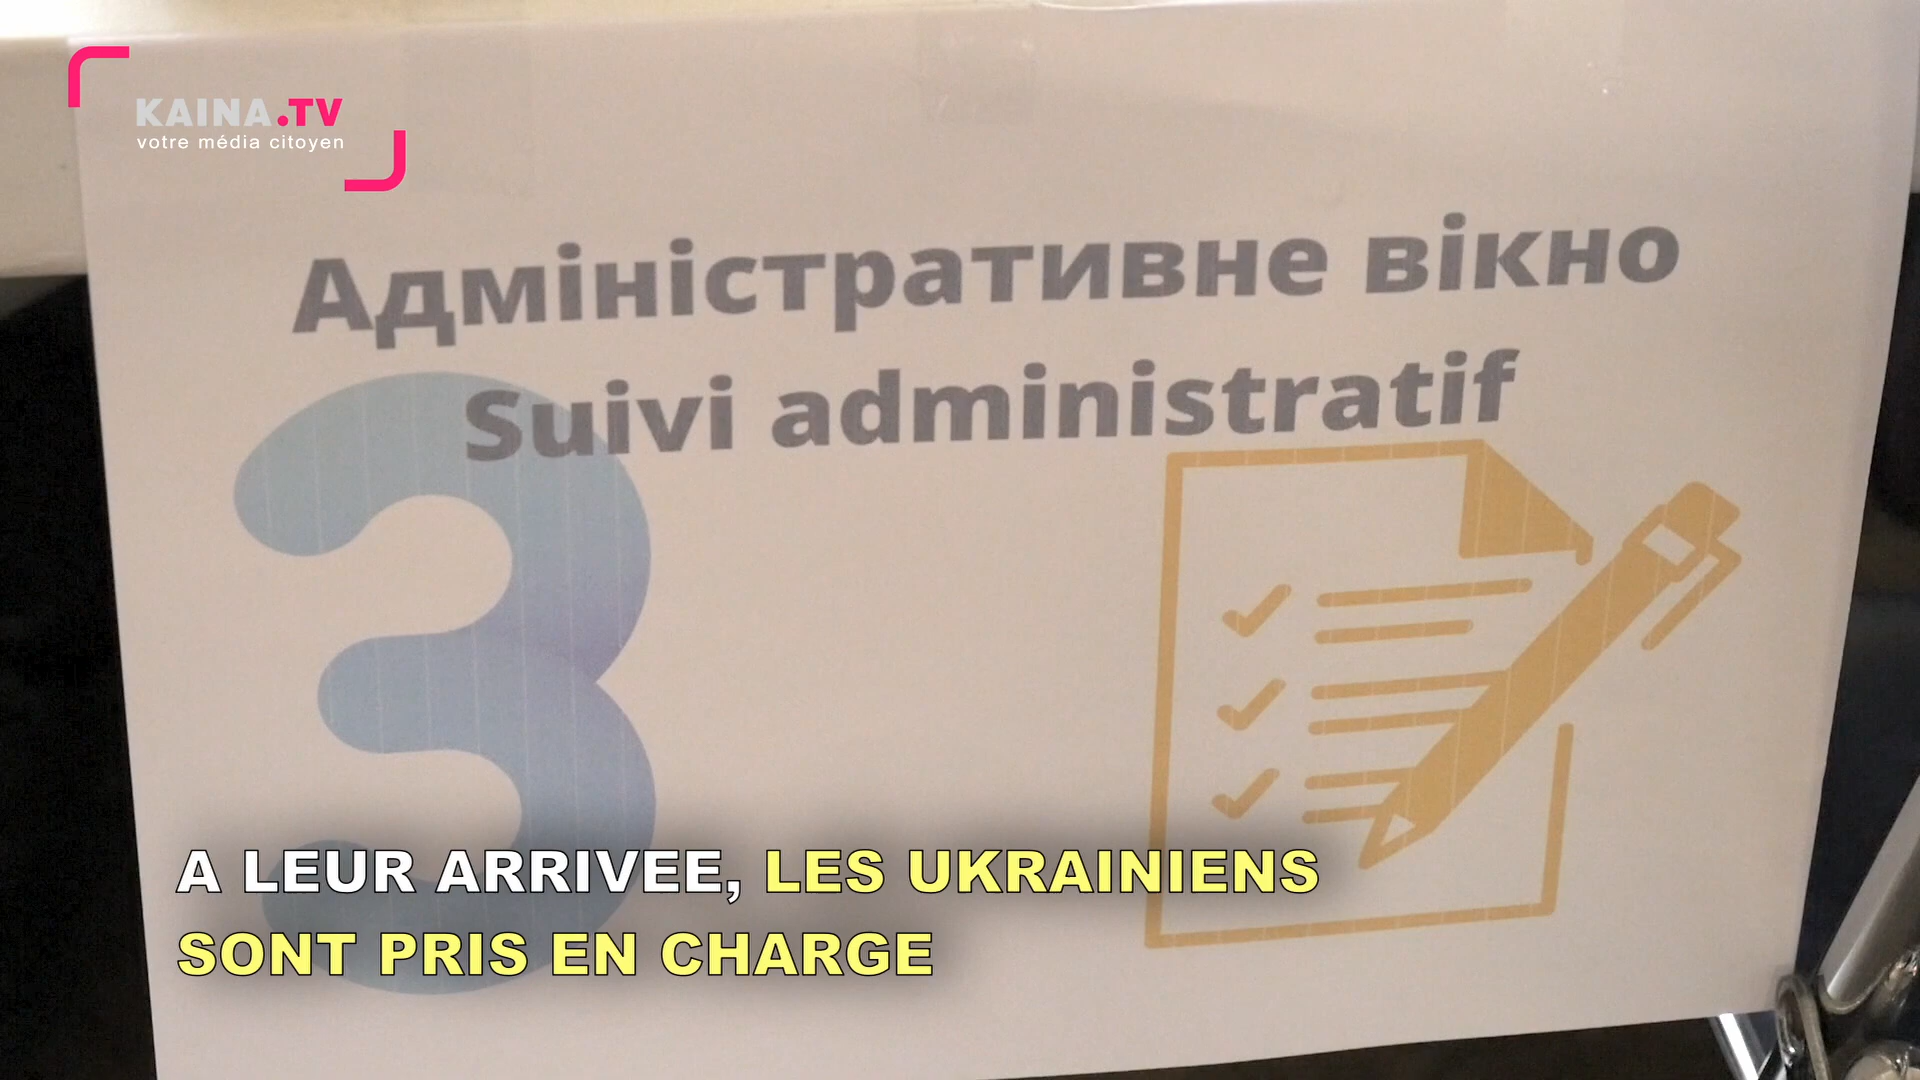 KAINA.TV
votre média citoyen
Адміністративне вікно
Suivi administratif
3
A LEUR ARRIVEE, LES UKRAINIENS
SONT PRIS EN CHARGE